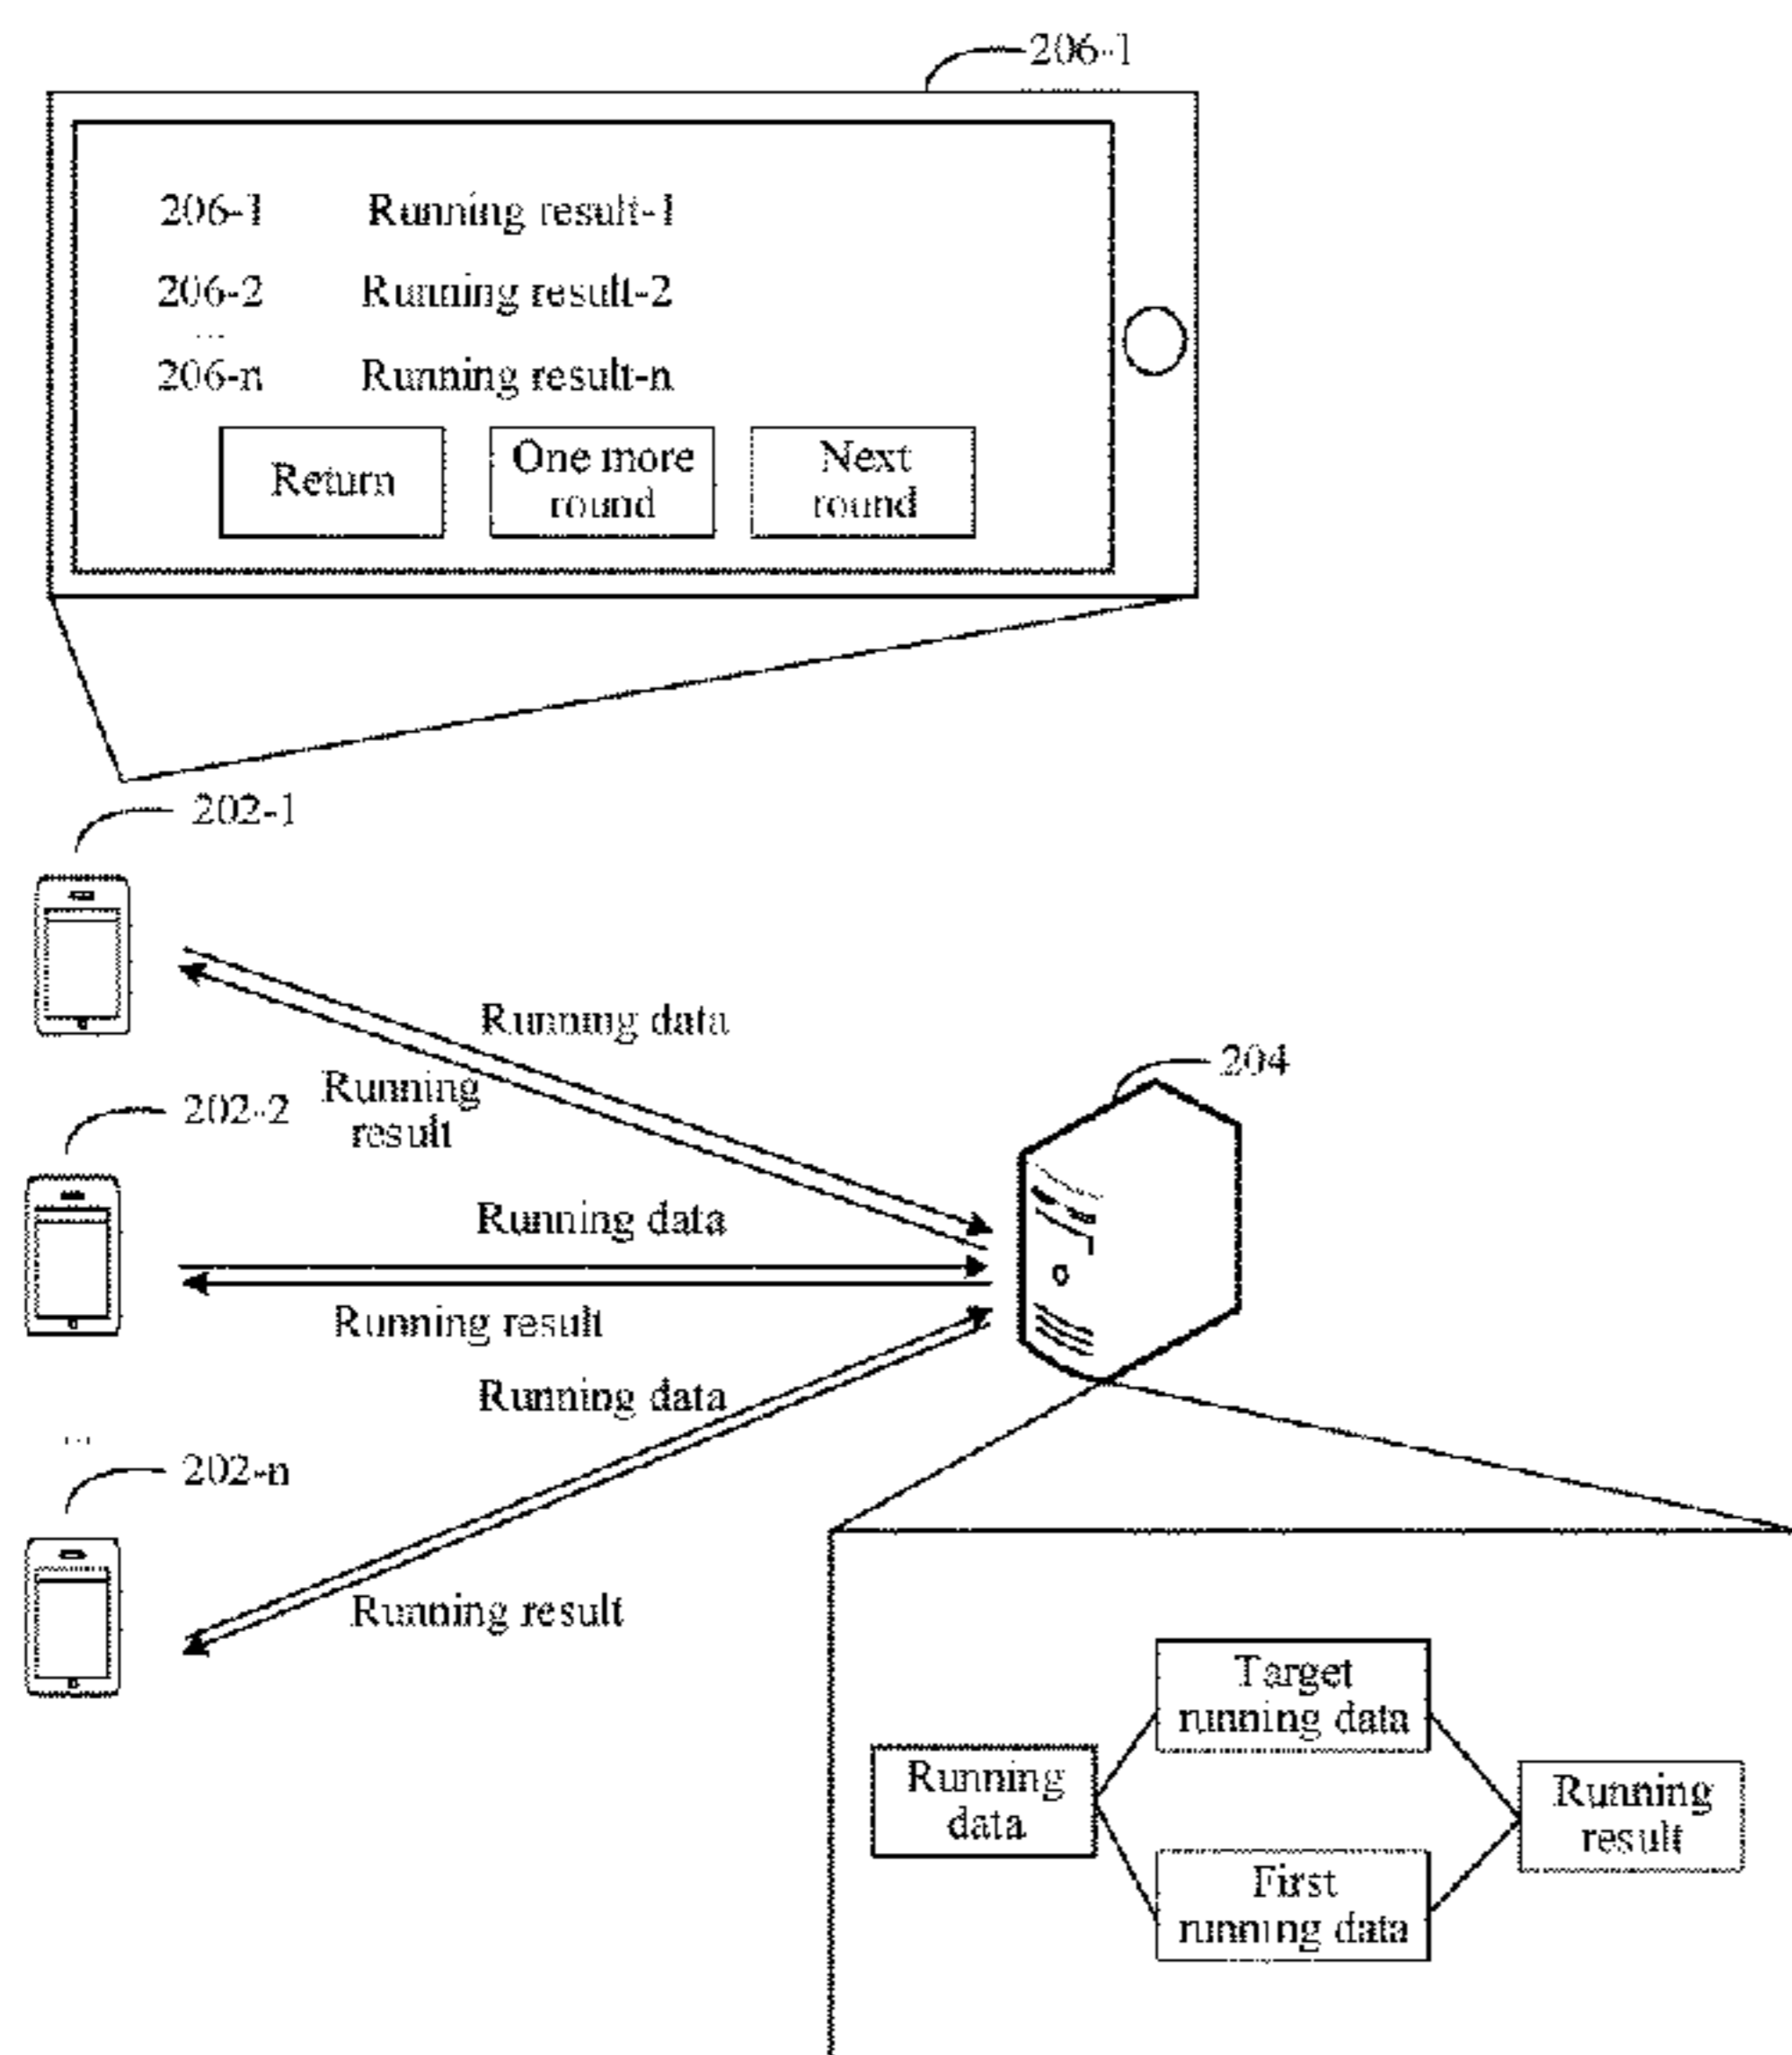 206-1
206-1 Running result-1
206-2 Running result-2
...
206-n Running result-n
Return
One more
round
Next
round
202-1
Running data
Running
result
204
202-2
Running data
Running result
Running data
...
202-n
Running result
Target
running data
Running
data
Running
result
First
running data